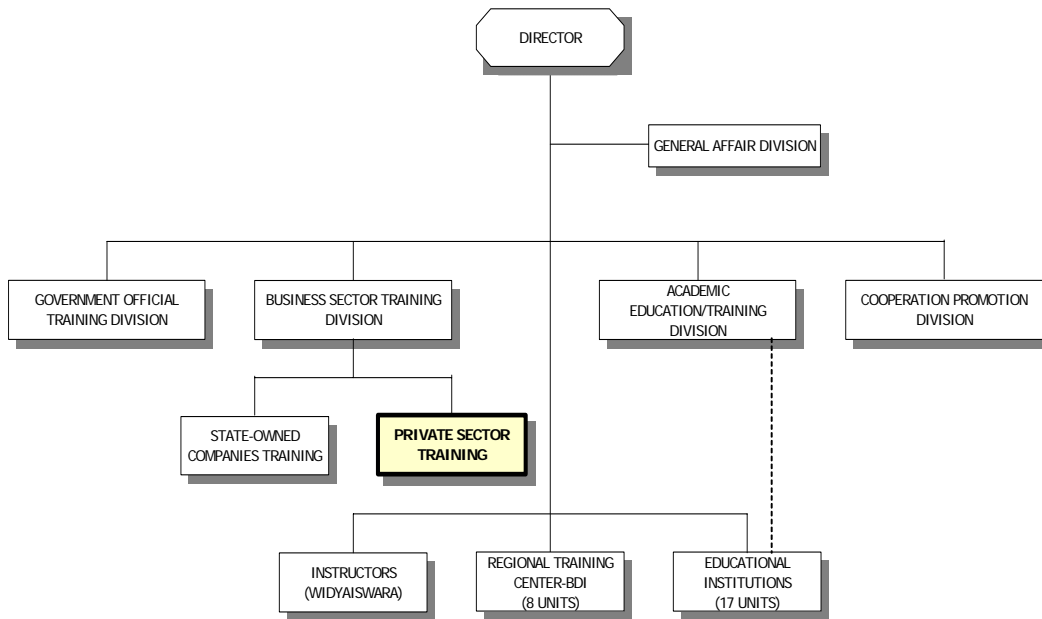 DIRECTOR
GENERAL AFFAIR DIVISION
GOVERNMENT OFFICIAL
TRAINING DIVISION
BUSINESS SECTOR TRAINING
DIVISION
ACADEMIC
EDUCATION/TRAINING
DIVISION
COOPERATION PROMOTION
DIVISION
STATE-OWNED
COMPANIES TRAINING
PRIVATE SECTOR
TRAINING
INSTRUCTORS
(WIDYAISWARA)
REGIONAL TRAINING
CENTER-BDI
(8 UNITS)
EDUCATIONAL
INSTITUTIONS
(17 UNITS)